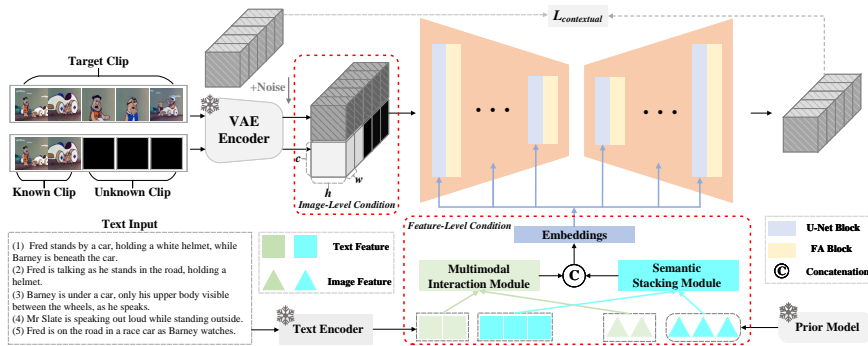 L_contextual
Target Clip
+Noise
VAE
Encoder
Known Clip
Unknown Clip
c
h
w
Image-Level Condition
Text Input
(1) Fred stands by a car, holding a white helmet, while
Barney is beneath the car.
(2) Fred is talking as he stands in the road, holding a
helmet.
(3) Barney is under a car, only his upper body visible
between the wheels, as he speaks.
(4) Mr Slate is speaking out loud while standing outside.
(5) Fred is on the road in a race car as Barney watches.
Text Feature
Image Feature
Feature-Level Condition
Embeddings
Multimodal
Interaction Module
C
Semantic
Stacking Module
Text Encoder
Prior Model
U-Net Block
FA Block
C
Concatenation